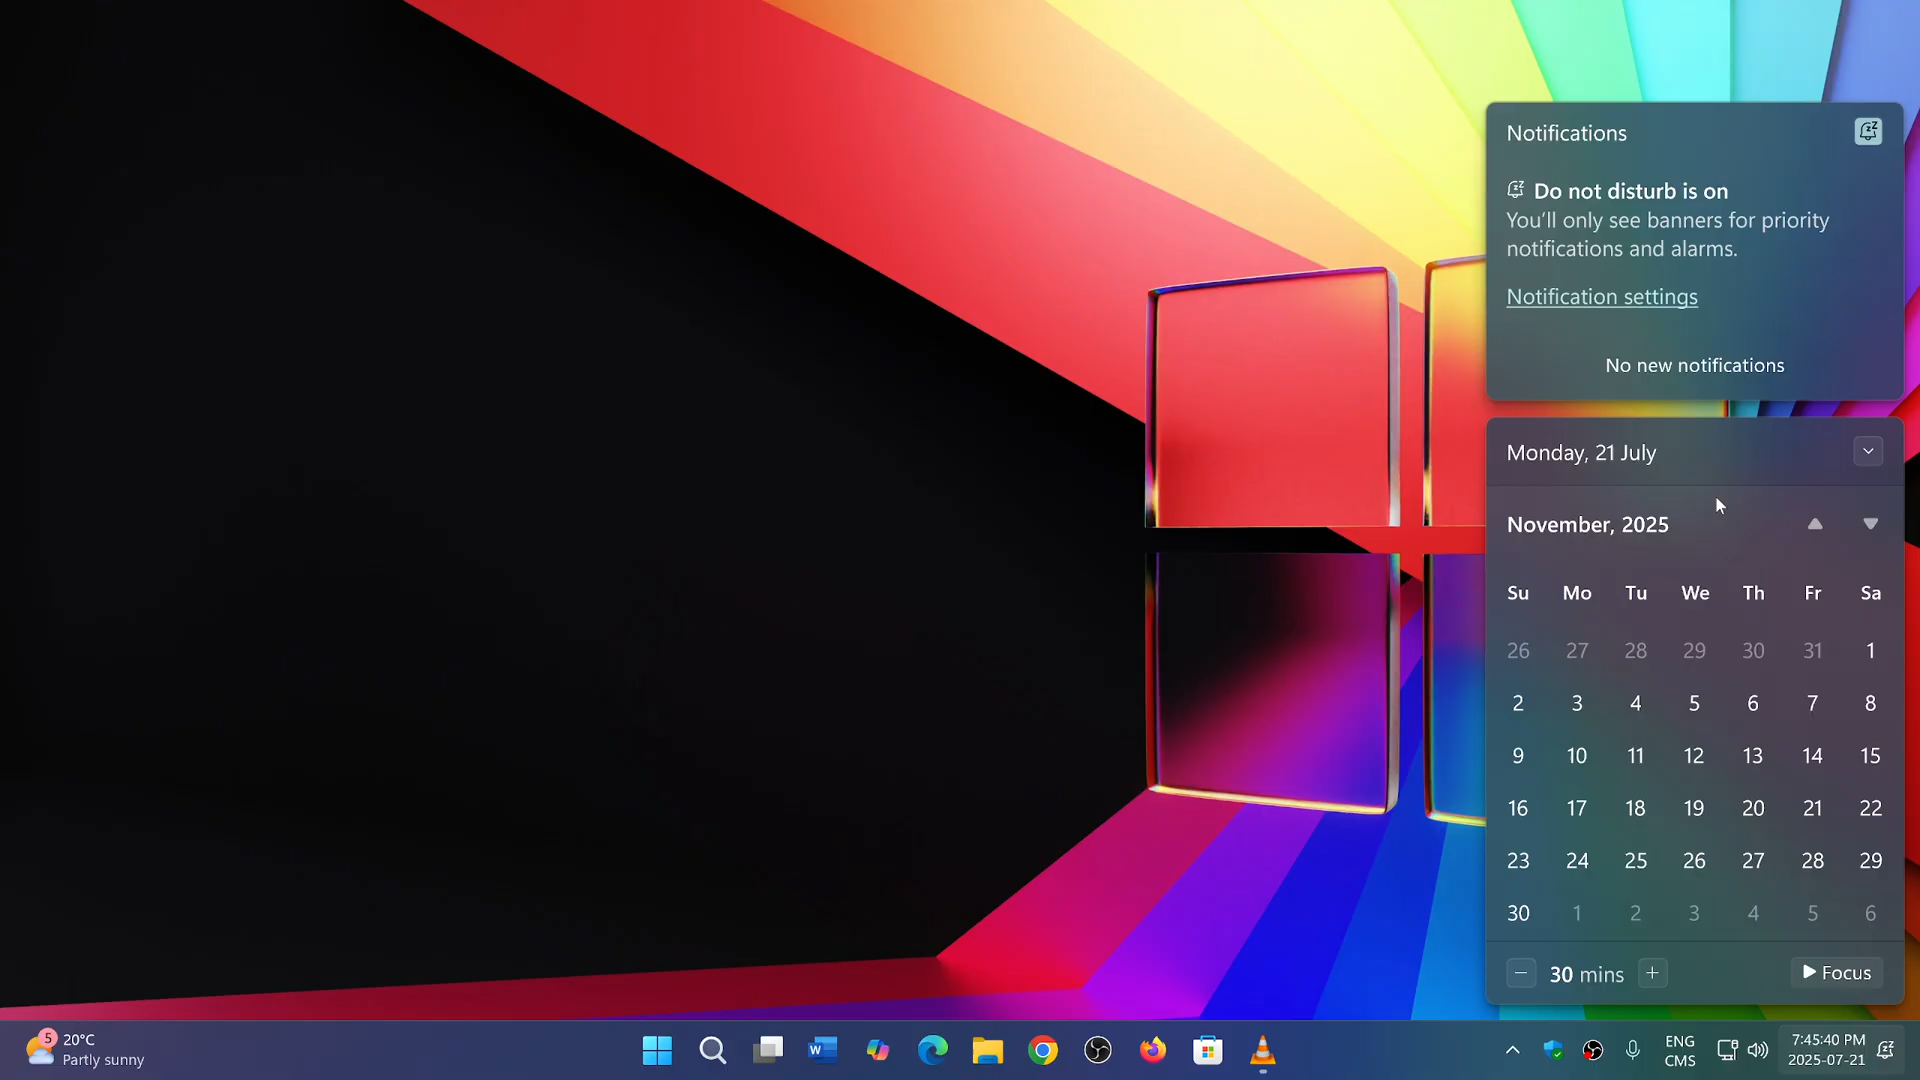 Notifications
Do not disturb is on
You'll only see banners for priority
notifications and alarms.
Notification settings
No new notifications
Monday, 21 July
November, 2025
Su Mo Tu We Th Fr Sa
26 27 28 29 30 31 1
2 3 4 5 6 7 8
9 10 11 12 13 14 15
16 17 18 19 20 21 22
23 24 25 26 27 28 29
30 1 2 3 4 5 6
30 mins
Focus
5
20°C
Partly sunny
W
ENG
CMS
7:45:40 PM
2025-07-21